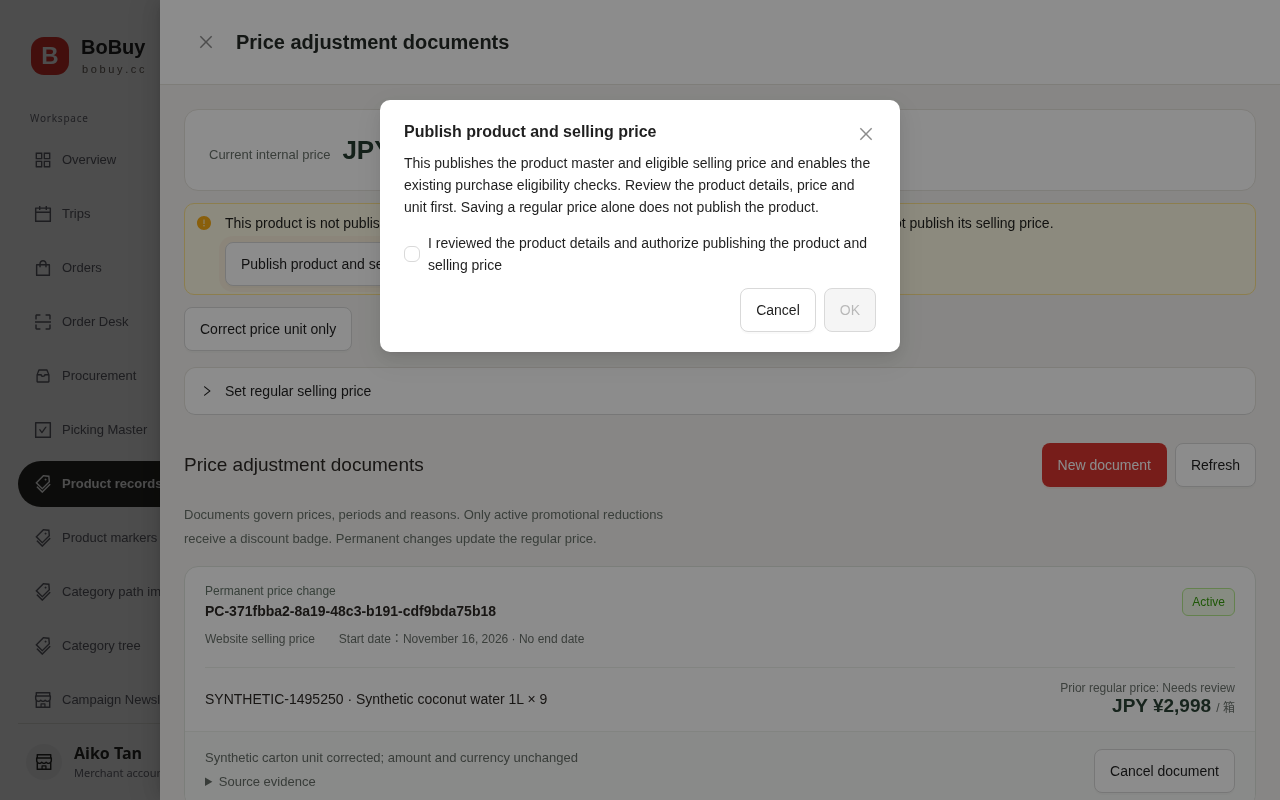 B
BoBuy
bobuy.cc
Workspace
Overview
Trips
Orders
Order Desk
Procurement
Picking Master
Product records
Product markers
Category path im
Category tree
Campaign Newsl
Aiko Tan
Merchant accour
Price adjustment documents
Current internal price JPY
This product is not publis
ot publish its selling price.
Publish product and se
Correct price unit only
Publish product and selling price
This publishes the product master and eligible selling price and enables the
existing purchase eligibility checks. Review the product details, price and
unit first. Saving a regular price alone does not publish the product.
I reviewed the product details and authorize publishing the product and
selling price
Cancel
OK
Set regular selling price
Price adjustment documents
New document
Refresh
Documents govern prices, periods and reasons. Only active promotional reductions
receive a discount badge. Permanent changes update the regular price.
Permanent price change
PC-371fbba2-8a19-48c3-b191-cdf9bda75b18
Active
Website selling price Start date：November 16, 2026 · No end date
SYNTHETIC-1495250 · Synthetic coconut water 1L × 9
Prior regular price: Needs review
JPY ¥2,998 / 箱
Synthetic carton unit corrected; amount and currency unchanged
Source evidence
Cancel document